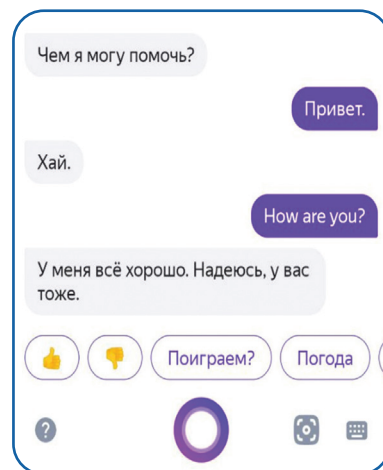 Чем я могу помочь?
Привет.
Хай.
How are you?
У меня всё хорошо. Надеюсь, у вас
тоже.
👍 👎 Поиграем? Погода
?